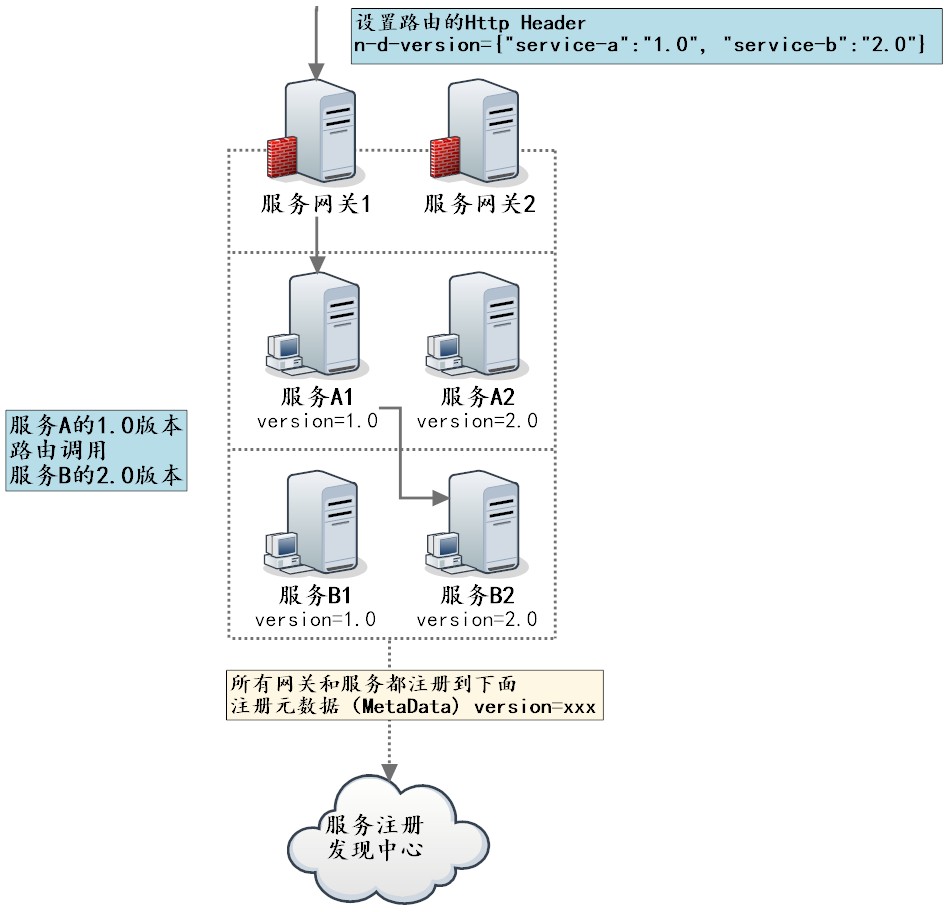 设置路由的Http Header
n-d-version={"service-a":"1.0", "service-b":"2.0"}
服务网关1
服务网关2
服务A1
version=1.0
服务A2
version=2.0
服务A的1.0版本
路由调用
服务B的2.0版本
服务B1
version=1.0
服务B2
version=2.0
所有网关和服务都注册到下面
注册元数据 (MetaData) version=xxx
服务注册
发现中心